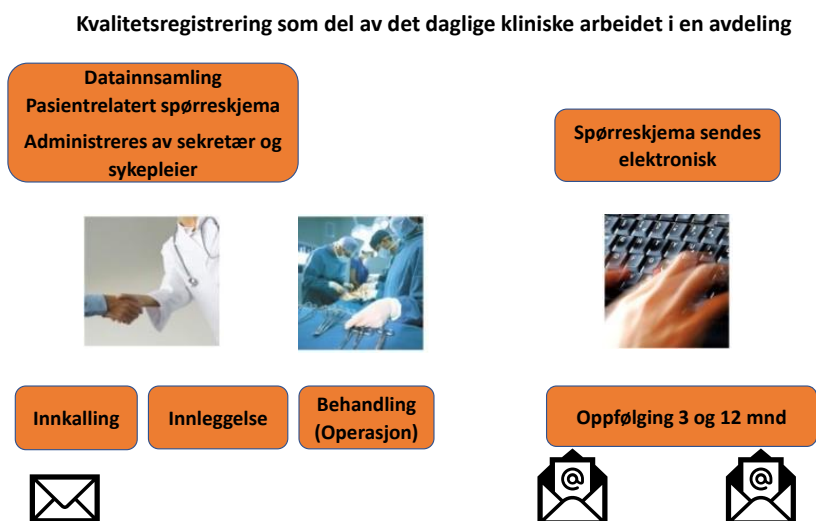 Kvalitetsregistrering som del av det daglige kliniske arbeidet i en avdeling
Datainnsamling
Pasientrelatert spørreskjema
Administreres av sekretær og
sykepleier
Spørreskjema sendes
elektronisk
Innkalling
Innleggelse
Behandling
(Operasjon)
Oppfølging 3 og 12 mnd
@
@